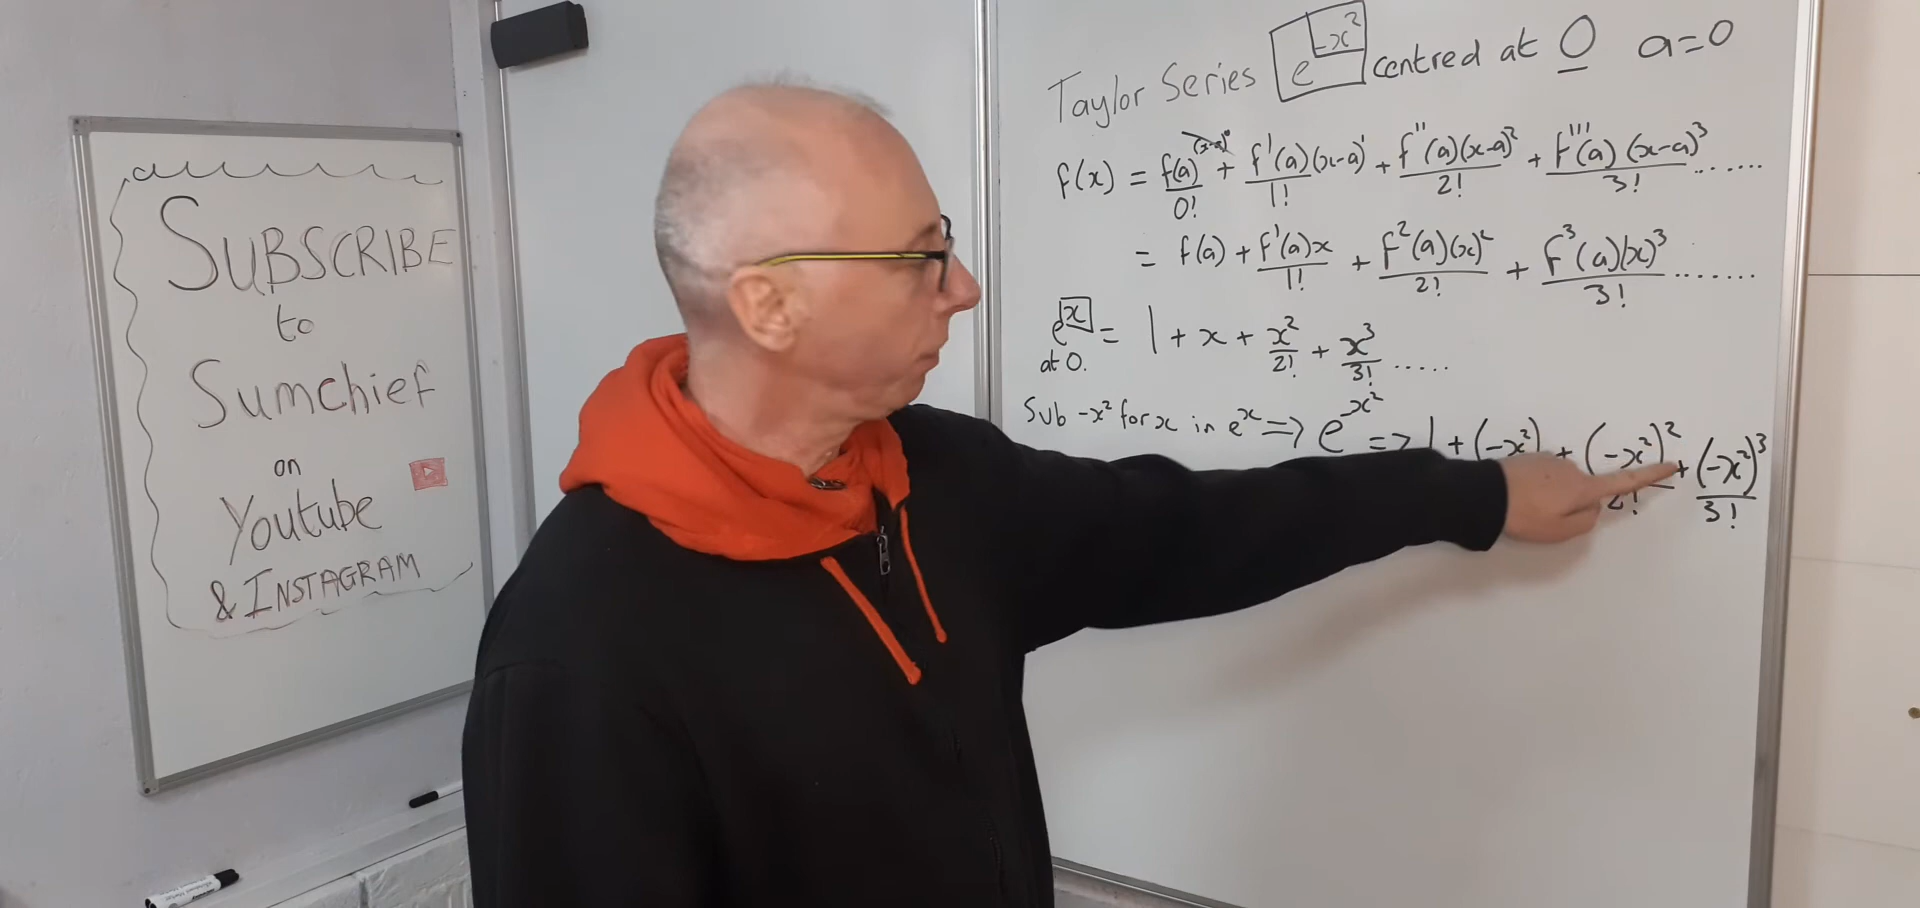 SUBSCRIBE
to
Sumchief
on
Youtube
& INSTAGRAM
Taylor Series e^-x² centred at 0 a=0
f(x) = f(a)(x-a)⁰/0! + f'(a)(x-a)'/1! + f''(a)(x-a)²/2! + f'''(a)(x-a)³/3! .......
= f(a) + f'(a)x/1! + f²(a)(x)²/2! + f³(a)(x)³/3! .......
e^x = 1 + x + x²/2! + x³/3! .....
at 0.
Sub -x² for x in e^x => e^-x² => 1 + (-x²) + (-x²)²/2! + (-x²)³/3!